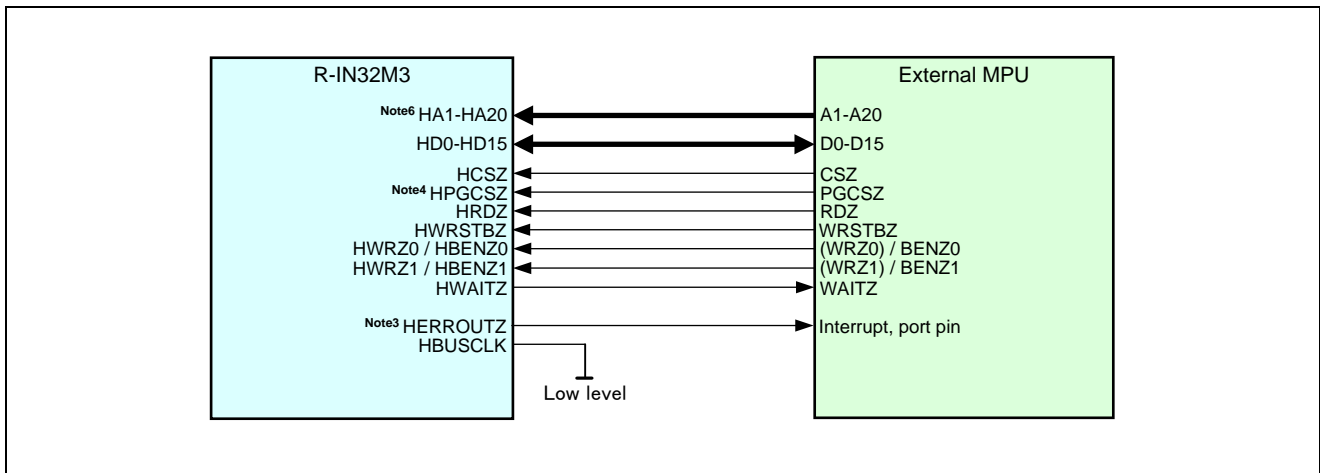 R-IN32M3 External MPU
Note6 HA1-HA20 A1-A20
HD0-HD15 D0-D15
HCSZ CSZ
Note4 HPGCSZ PGCSZ
HRDZ RDZ
HWRSTBZ WRSTBZ
HWRZ0 / HBENZ0 (WRZ0) / BENZ0
HWRZ1 / HBENZ1 (WRZ1) / BENZ1
HWAITZ WAITZ
Note3 HERROUTZ Interrupt, port pin
HBUSCLK
Low level